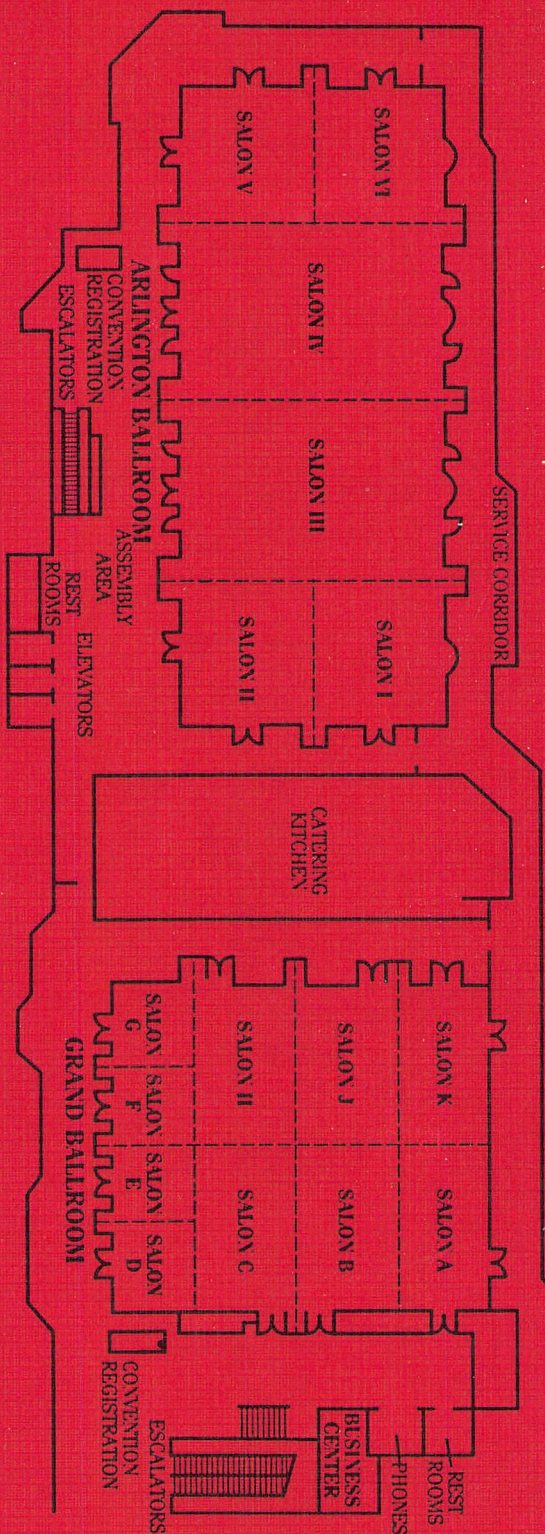 SERVICE CORRIDOR
SALON VI
SALON V
SALON IV
SALON III
SALON I
SALON II
ARLINGTON BALLROOM
CONVENTION
REGISTRATION
ESCALATORS
ASSEMBLY
AREA
REST
ROOMS
ELEVATORS
CATERING
KITCHEN
SALON K
SALON J
SALON H
SALON
G
SALON
F
SALON
E
SALON
D
SALON A
SALON B
SALON C
GRAND BALLROOM
CONVENTION
REGISTRATION
ESCALATORS
BUSINESS
CENTER
PHONES
REST
ROOMS